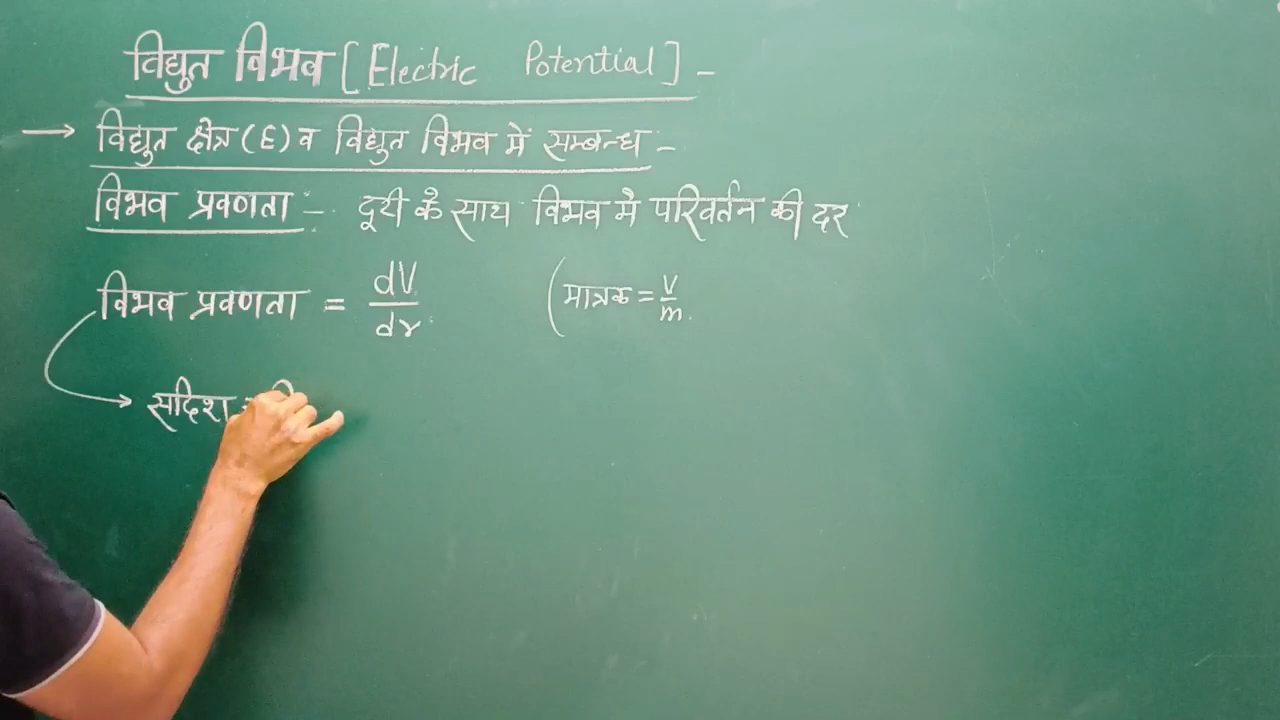 विद्युत विभव [Electric Potential] -
→ विद्युत क्षेत्र (E) व विद्युत विभव में सम्बन्ध -
विभव प्रवणता :- दूरी के साथ विभव मे परिवर्तन की दर
विभव प्रवणता = dV/dr (मात्रक = V/m.
→ सदिश